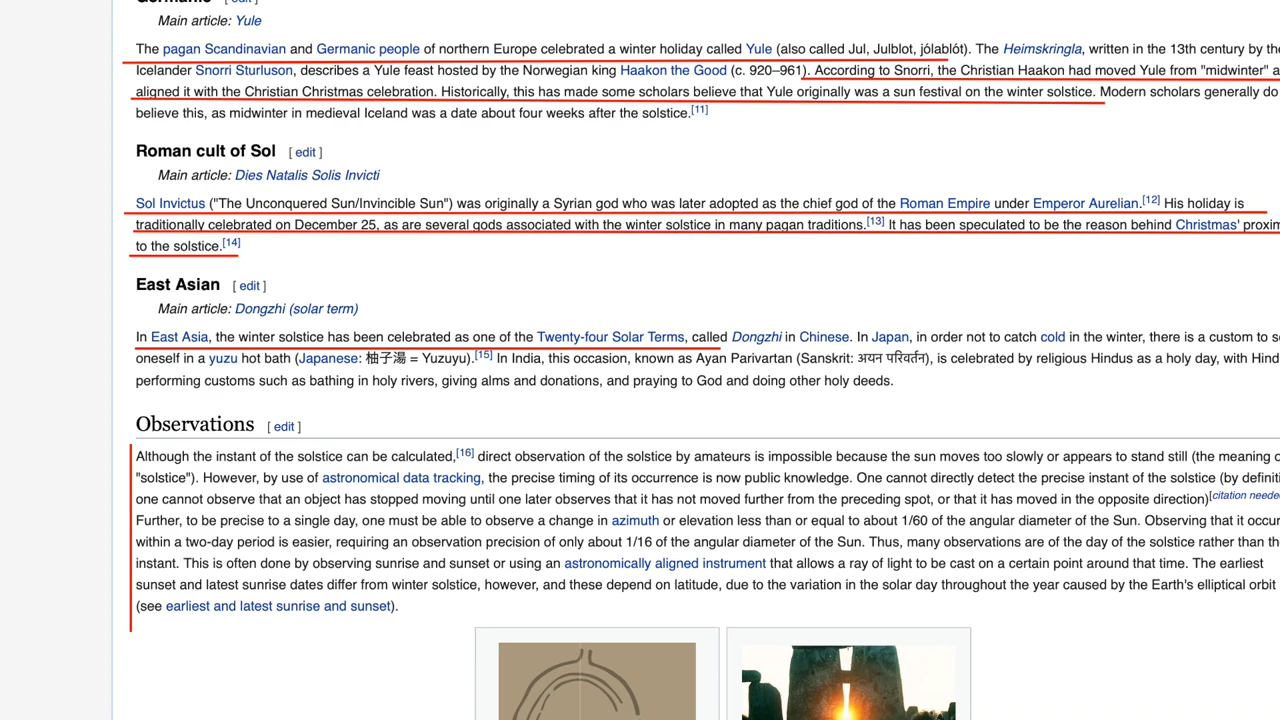 Germanic [ edit ]
Main article: Yule
The pagan Scandinavian and Germanic people of northern Europe celebrated a winter holiday called Yule (also called Jul, Julblot, jólablót). The Heimskringla, written in the 13th century by the
Icelander Snorri Sturluson, describes a Yule feast hosted by the Norwegian king Haakon the Good (c. 920–961). According to Snorri, the Christian Haakon had moved Yule from "midwinter" a
aligned it with the Christian Christmas celebration. Historically, this has made some scholars believe that Yule originally was a sun festival on the winter solstice. Modern scholars generally do
believe this, as midwinter in medieval Iceland was a date about four weeks after the solstice.[11]
Roman cult of Sol [ edit ]
Main article: Dies Natalis Solis Invicti
Sol Invictus ("The Unconquered Sun/Invincible Sun") was originally a Syrian god who was later adopted as the chief god of the Roman Empire under Emperor Aurelian.[12] His holiday is
traditionally celebrated on December 25, as are several gods associated with the winter solstice in many pagan traditions.[13] It has been speculated to be the reason behind Christmas' proxim
to the solstice.[14]
East Asian [ edit ]
Main article: Dongzhi (solar term)
In East Asia, the winter solstice has been celebrated as one of the Twenty-four Solar Terms, called Dongzhi in Chinese. In Japan, in order not to catch cold in the winter, there is a custom to s
oneself in a yuzu hot bath (Japanese: 柚子湯 = Yuzuyu).[15] In India, this occasion, known as Ayan Parivartan (Sanskrit: अयन परिवर्तन), is celebrated by religious Hindus as a holy day, with Hind
performing customs such as bathing in holy rivers, giving alms and donations, and praying to God and doing other holy deeds.
Observations [ edit ]
Although the instant of the solstice can be calculated,[16] direct observation of the solstice by amateurs is impossible because the sun moves too slowly or appears to stand still (the meaning o
"solstice"). However, by use of astronomical data tracking, the precise timing of its occurrence is now public knowledge. One cannot directly detect the precise instant of the solstice (by definiti
one cannot observe that an object has stopped moving until one later observes that it has not moved further from the preceding spot, or that it has moved in the opposite direction)[citation neede
Further, to be precise to a single day, one must be able to observe a change in azimuth or elevation less than or equal to about 1/60 of the angular diameter of the Sun. Observing that it occur
within a two-day period is easier, requiring an observation precision of only about 1/16 of the angular diameter of the Sun. Thus, many observations are of the day of the solstice rather than th
instant. This is often done by observing sunrise and sunset or using an astronomically aligned instrument that allows a ray of light to be cast on a certain point around that time. The earliest
sunset and latest sunrise dates differ from winter solstice, however, and these depend on latitude, due to the variation in the solar day throughout the year caused by the Earth's elliptical orbit
(see earliest and latest sunrise and sunset).